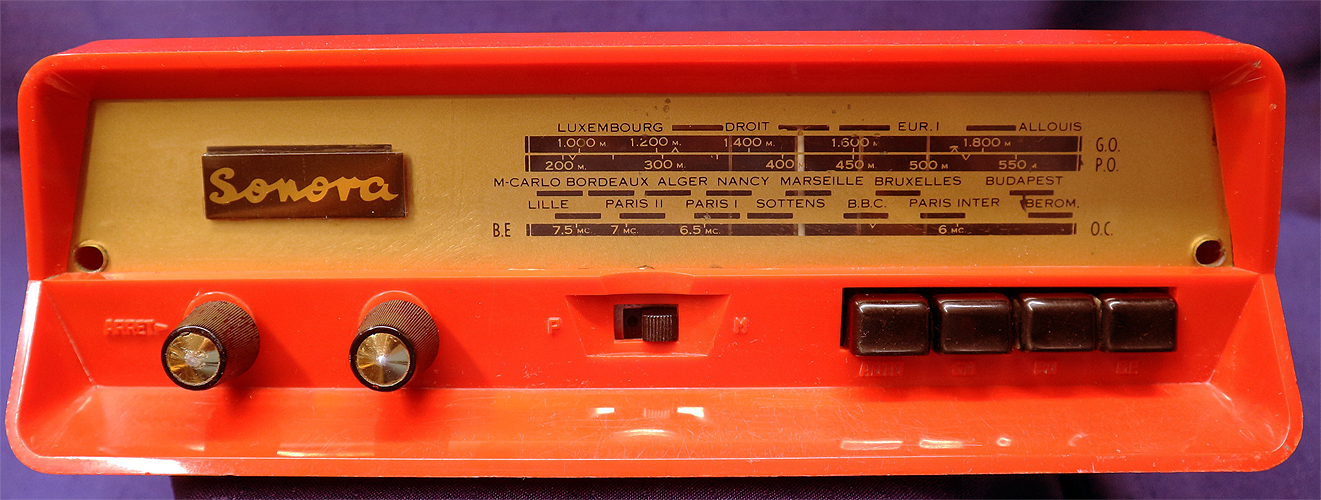 Sonora
LUXEMBOURG DROIT EUR.I ALLOUIS
1.000 M 1.200 M. 1.400 M. 1.600 M 1.800 M G.O.
200 M. 300 M. 400 M 450 M 500 M 550 P.O.
M-CARLO BORDEAUX ALGER NANCY MARSEILLE BRUXELLES BUDAPEST
LILLE PARIS II PARIS I SOTTENS B.B.C. PARIS INTER BEROM.
B.E 7.5 MC. 7 MC. 6.5 MC. 6 MC. O.C.
ARRET P M